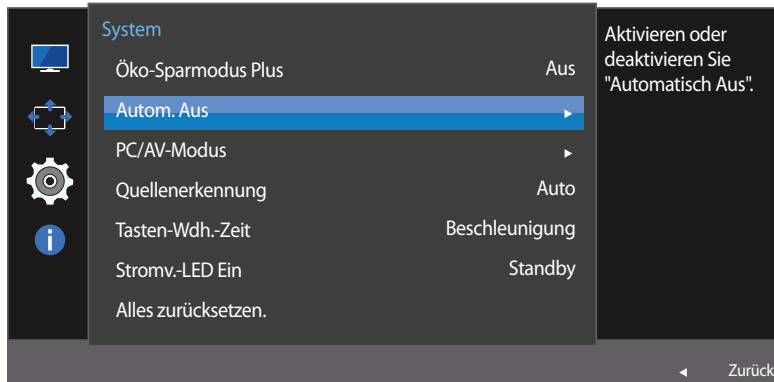 System
Öko-Sparmodus Plus Aus
Autom. Aus ►
PC/AV-Modus ►
Quellenerkennung Auto
Tasten-Wdh.-Zeit Beschleunigung
Stromv.-LED Ein Standby
Alles zurücksetzen.
Aktivieren oder
deaktivieren Sie
"Automatisch Aus".
◄ Zurück